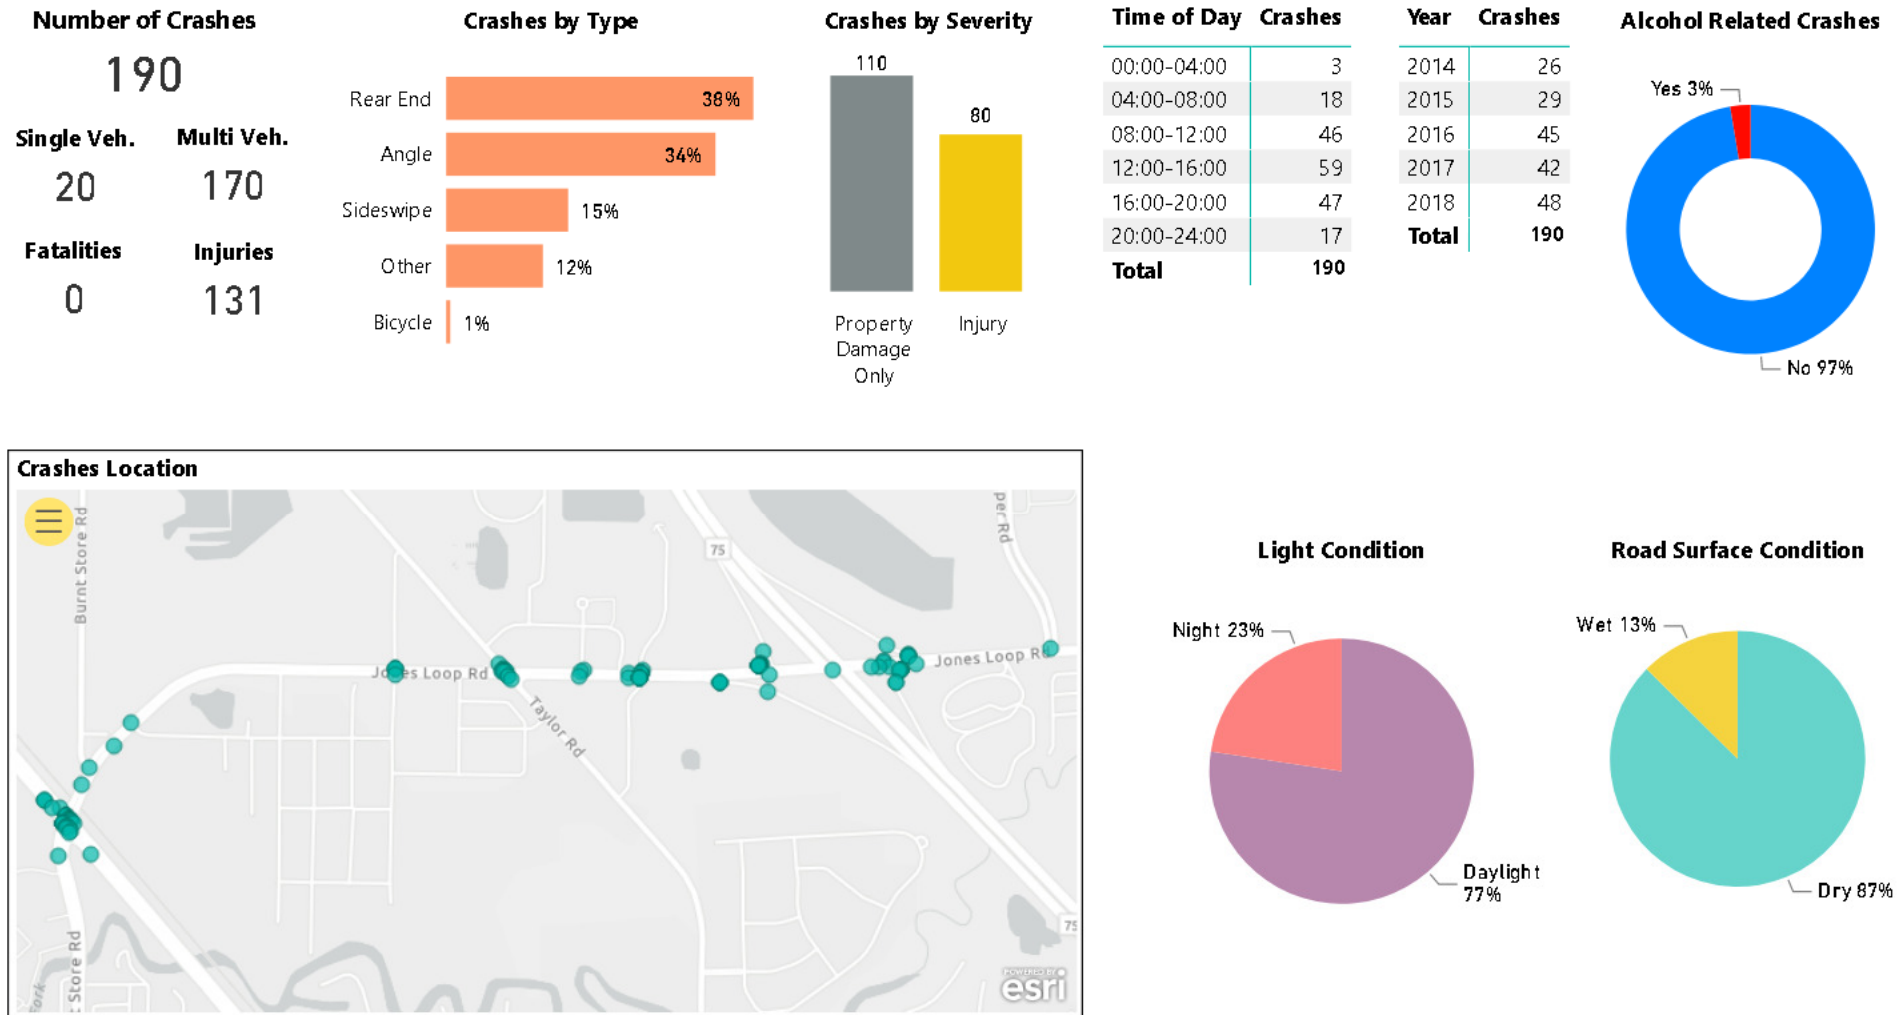 Number of Crashes
190
Single Veh. Multi Veh.
20 170
Fatalities Injuries
0 131
Crashes by Type
Rear End 38%
Angle 34%
Sideswipe 15%
Other 12%
Bicycle 1%
Crashes by Severity
110
80
Property
Damage
Only
Injury
Time of Day Crashes
00:00-04:00 3
04:00-08:00 18
08:00-12:00 46
12:00-16:00 59
16:00-20:00 47
20:00-24:00 17
Total 190
Year Crashes
2014 26
2015 29
2016 45
2017 42
2018 48
Total 190
Alcohol Related Crashes
Yes 3%
No 97%
Crashes Location
Burnt Store Rd
75
per Rd
Jones Loop Rd
Jones Loop Rd
Taylor Rd
75
t Store Rd
Fork
POWERED BY
esri
Light Condition
Night 23%
Daylight
77%
Road Surface Condition
Wet 13%
Dry 87%